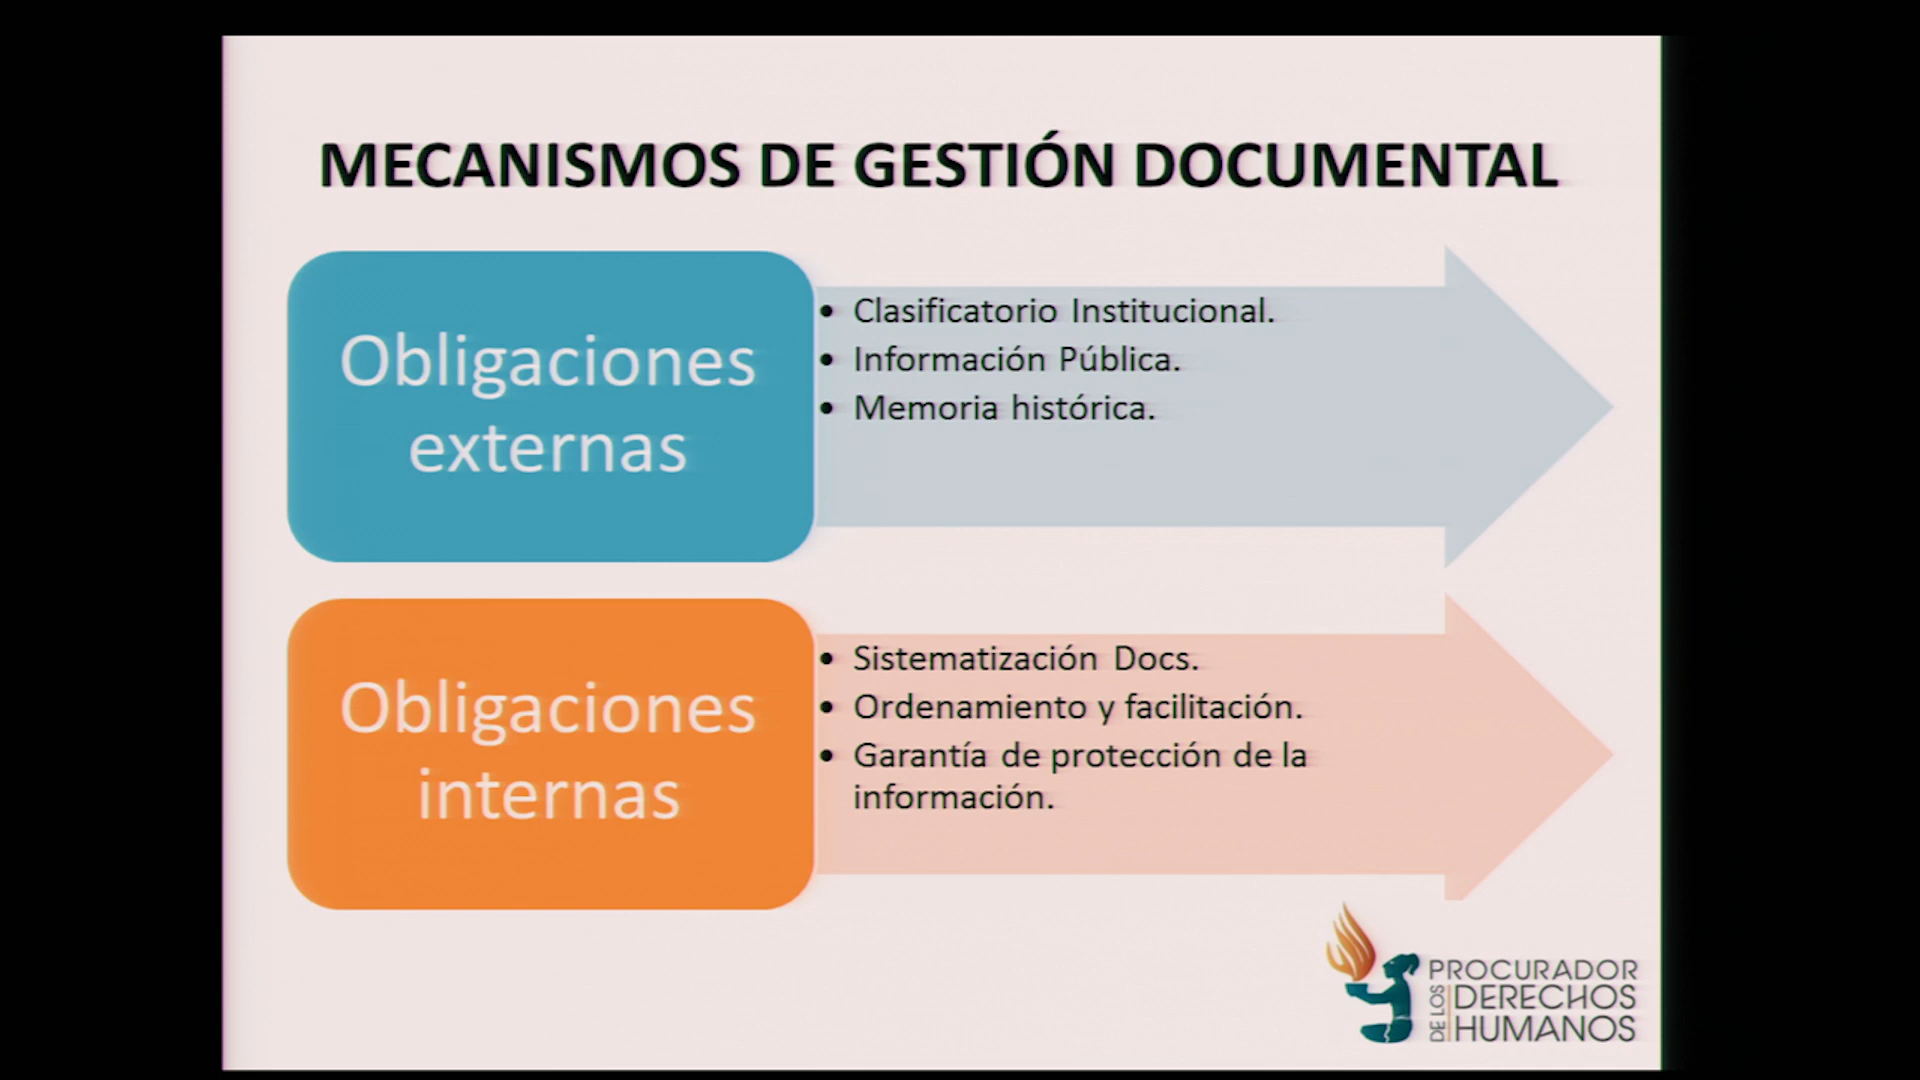 MECANISMOS DE GESTIÓN DOCUMENTAL
Obligaciones
externas
• Clasificatorio Institucional.
• Información Pública.
• Memoria histórica.
Obligaciones
internas
• Sistematización Docs.
• Ordenamiento y facilitación.
• Garantía de protección de la
información.
PROCURADOR
DE LOS
DERECHOS
HUMANOS